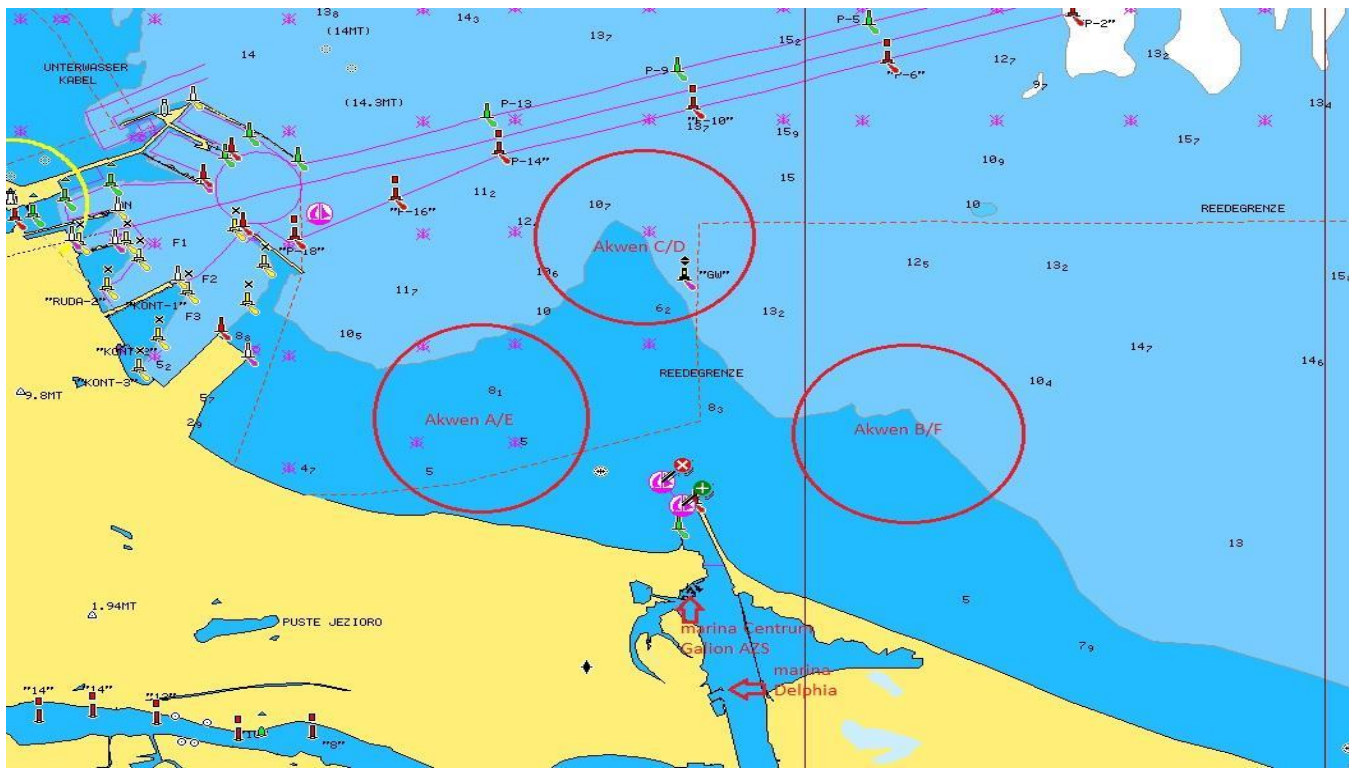 13₈
14₃
(14MT)
13₇
15₂
P-5
P-2"
14
12₇
13₂
UNTERWASSER
KABEL
P-9
"P-6"
9₇
(14.3MT)
P-13
"P-10"
13₇
13₄
15₉
15₇
P-14"
10₉
15
11₂
10₇
"P-16"
10
REEDEGRENZE
F1
Akwen C/D
"P-18"
12₅
13₂
10₆
"GW"
F2
11₇
"RUDA-2"
"KONT-1"
10
6₂
13₂
F3
10₅
8₈
14₇
5₂
14₆
REEDEGRENZE
"KONT-3"
10₄
9.8MT
8₁
5₇
8₃
2₉
Akwen A/E
Akwen B/F
5
4₇
5
13
5
1.94MT
PUSTE JEZIORO
marina Centrum
Galion AZS
7₉
marina
Delphia
"14"
"14"
"12"
"8"